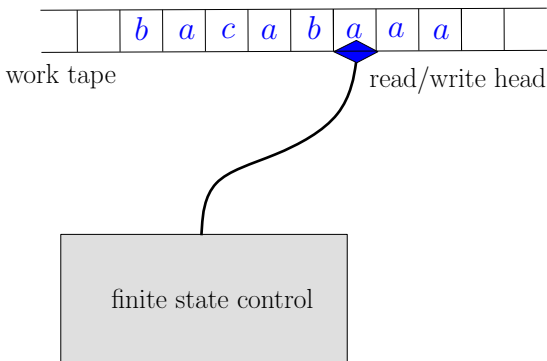 b a c a b a a a
work tape
read/write head
finite state control